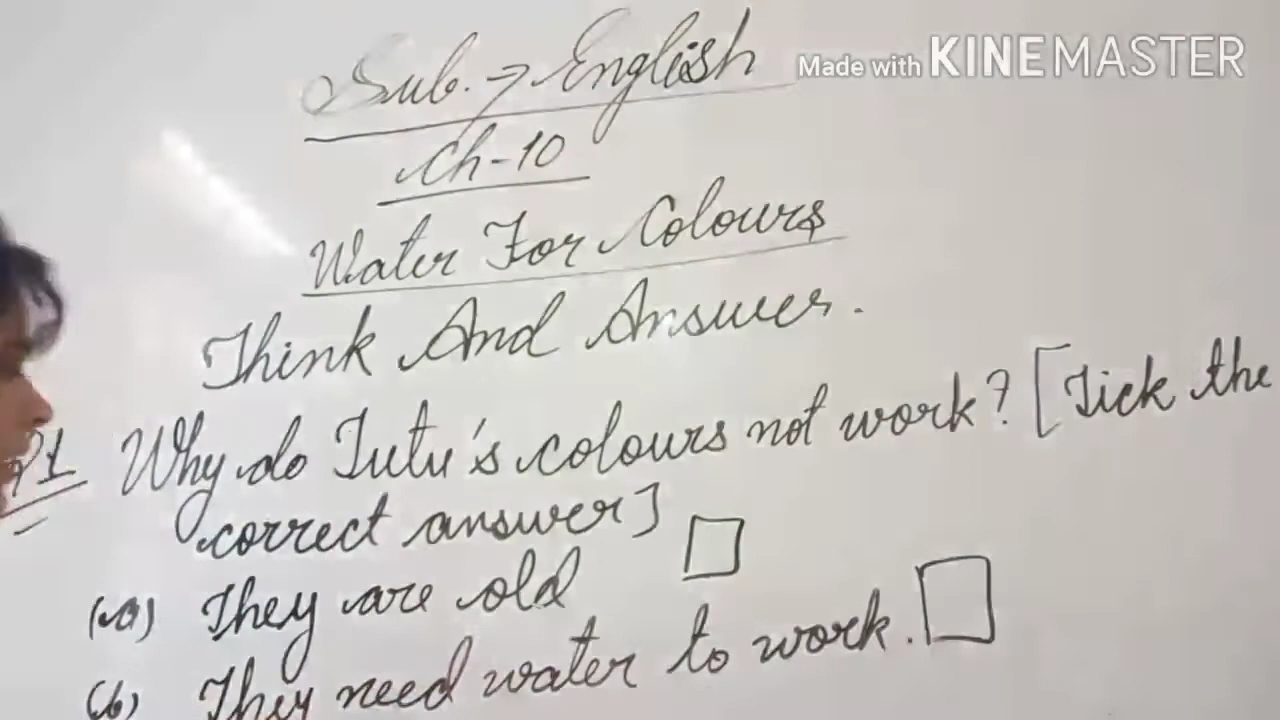 Made with KINEMASTER
Sub. → English
Ch-10
Water For Colours
Think And Answer.
Q1 Why do Tutu's colours not work? [Tick the
correct answer]
(a) They are old
(b) They need water to work.